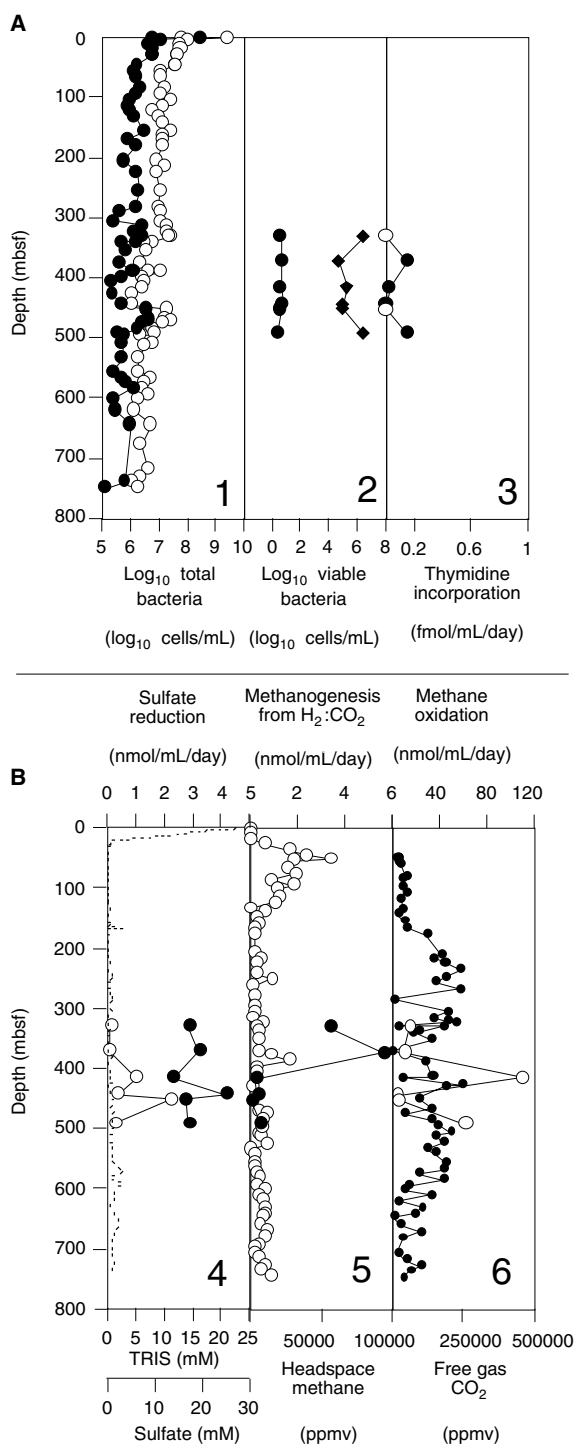 A
0
100
200
300
400
500
600
700
800
Depth (mbsf)
1 2 3
5 6 7 8 9 10 0 2 4 6 8 0.2 0.6 1
Log10 total bacteria
(log10 cells/mL)
Log10 viable bacteria
(log10 cells/mL)
Thymidine incorporation
(fmol/mL/day)
Sulfate reduction
(nmol/mL/day)
Methanogenesis from H2:CO2
(nmol/mL/day)
Methane oxidation
(nmol/mL/day)
0 1 2 3 4 5 2 4 6 40 80 120
B
0
100
200
300
400
500
600
700
800
Depth (mbsf)
4 5 6
0 5 10 15 20 25 50000 100000 250000 500000
TRIS (mM)
0 10 20 30
Sulfate (mM)
Headspace methane
(ppmv)
Free gas CO2
(ppmv)